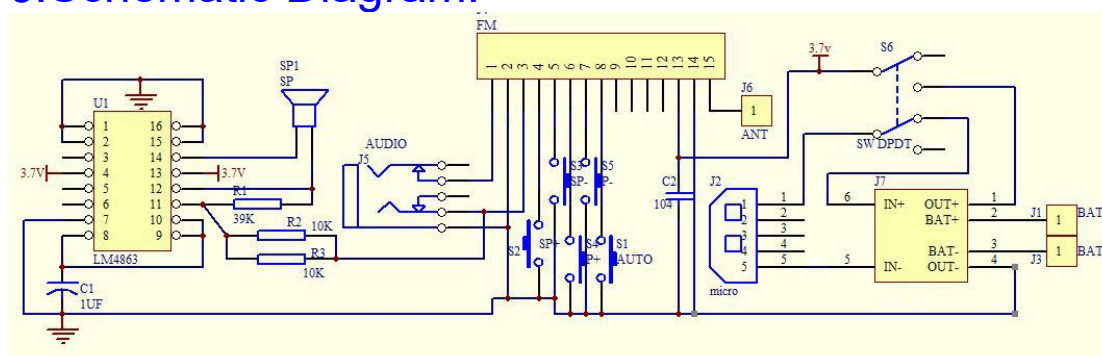 FM
1 2 3 4 5 6 7 8 9 10 11 12 13 14 15
3.7v
S6
SP1
SP
J6
1
ANT
U1
1 16
2 15
3 14
3.7V 4 13 3.7V
5 12
6 11
7 10
8 9
LM4863
R1
39K
R2 10K
R3
10K
C1
1UF
AUDIO
J5
S2
SP+
S3
SP-
S5
P-
S4
P+
S1
AUTO
C2
104
J2
1 1
2 2
3 3
4 4
5 5
micro
SW DPDT
J7
6 IN+ OUT+ 1
BAT+ 2
BAT- 3
5 IN- OUT- 4
J1 1 BAT
J3 1 BAT